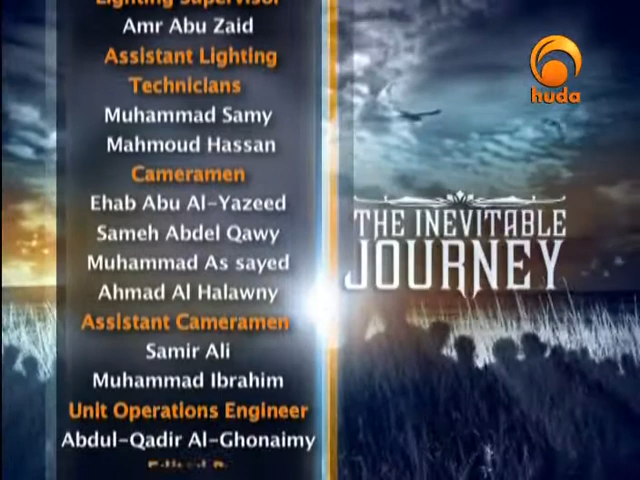 Lighting Supervisor
Amr Abu Zaid
Assistant Lighting
Technicians
Muhammad Samy
Mahmoud Hassan
Cameramen
Ehab Abu Al-Yazeed
Sameh Abdel Qawy
Muhammad As sayed
Ahmad Al Halawny
Assistant Cameramen
Samir Ali
Muhammad Ibrahim
Unit Operations Engineer
Abdul-Qadir Al-Ghonaimy
huda
THE INEVITABLE
JOURNEY